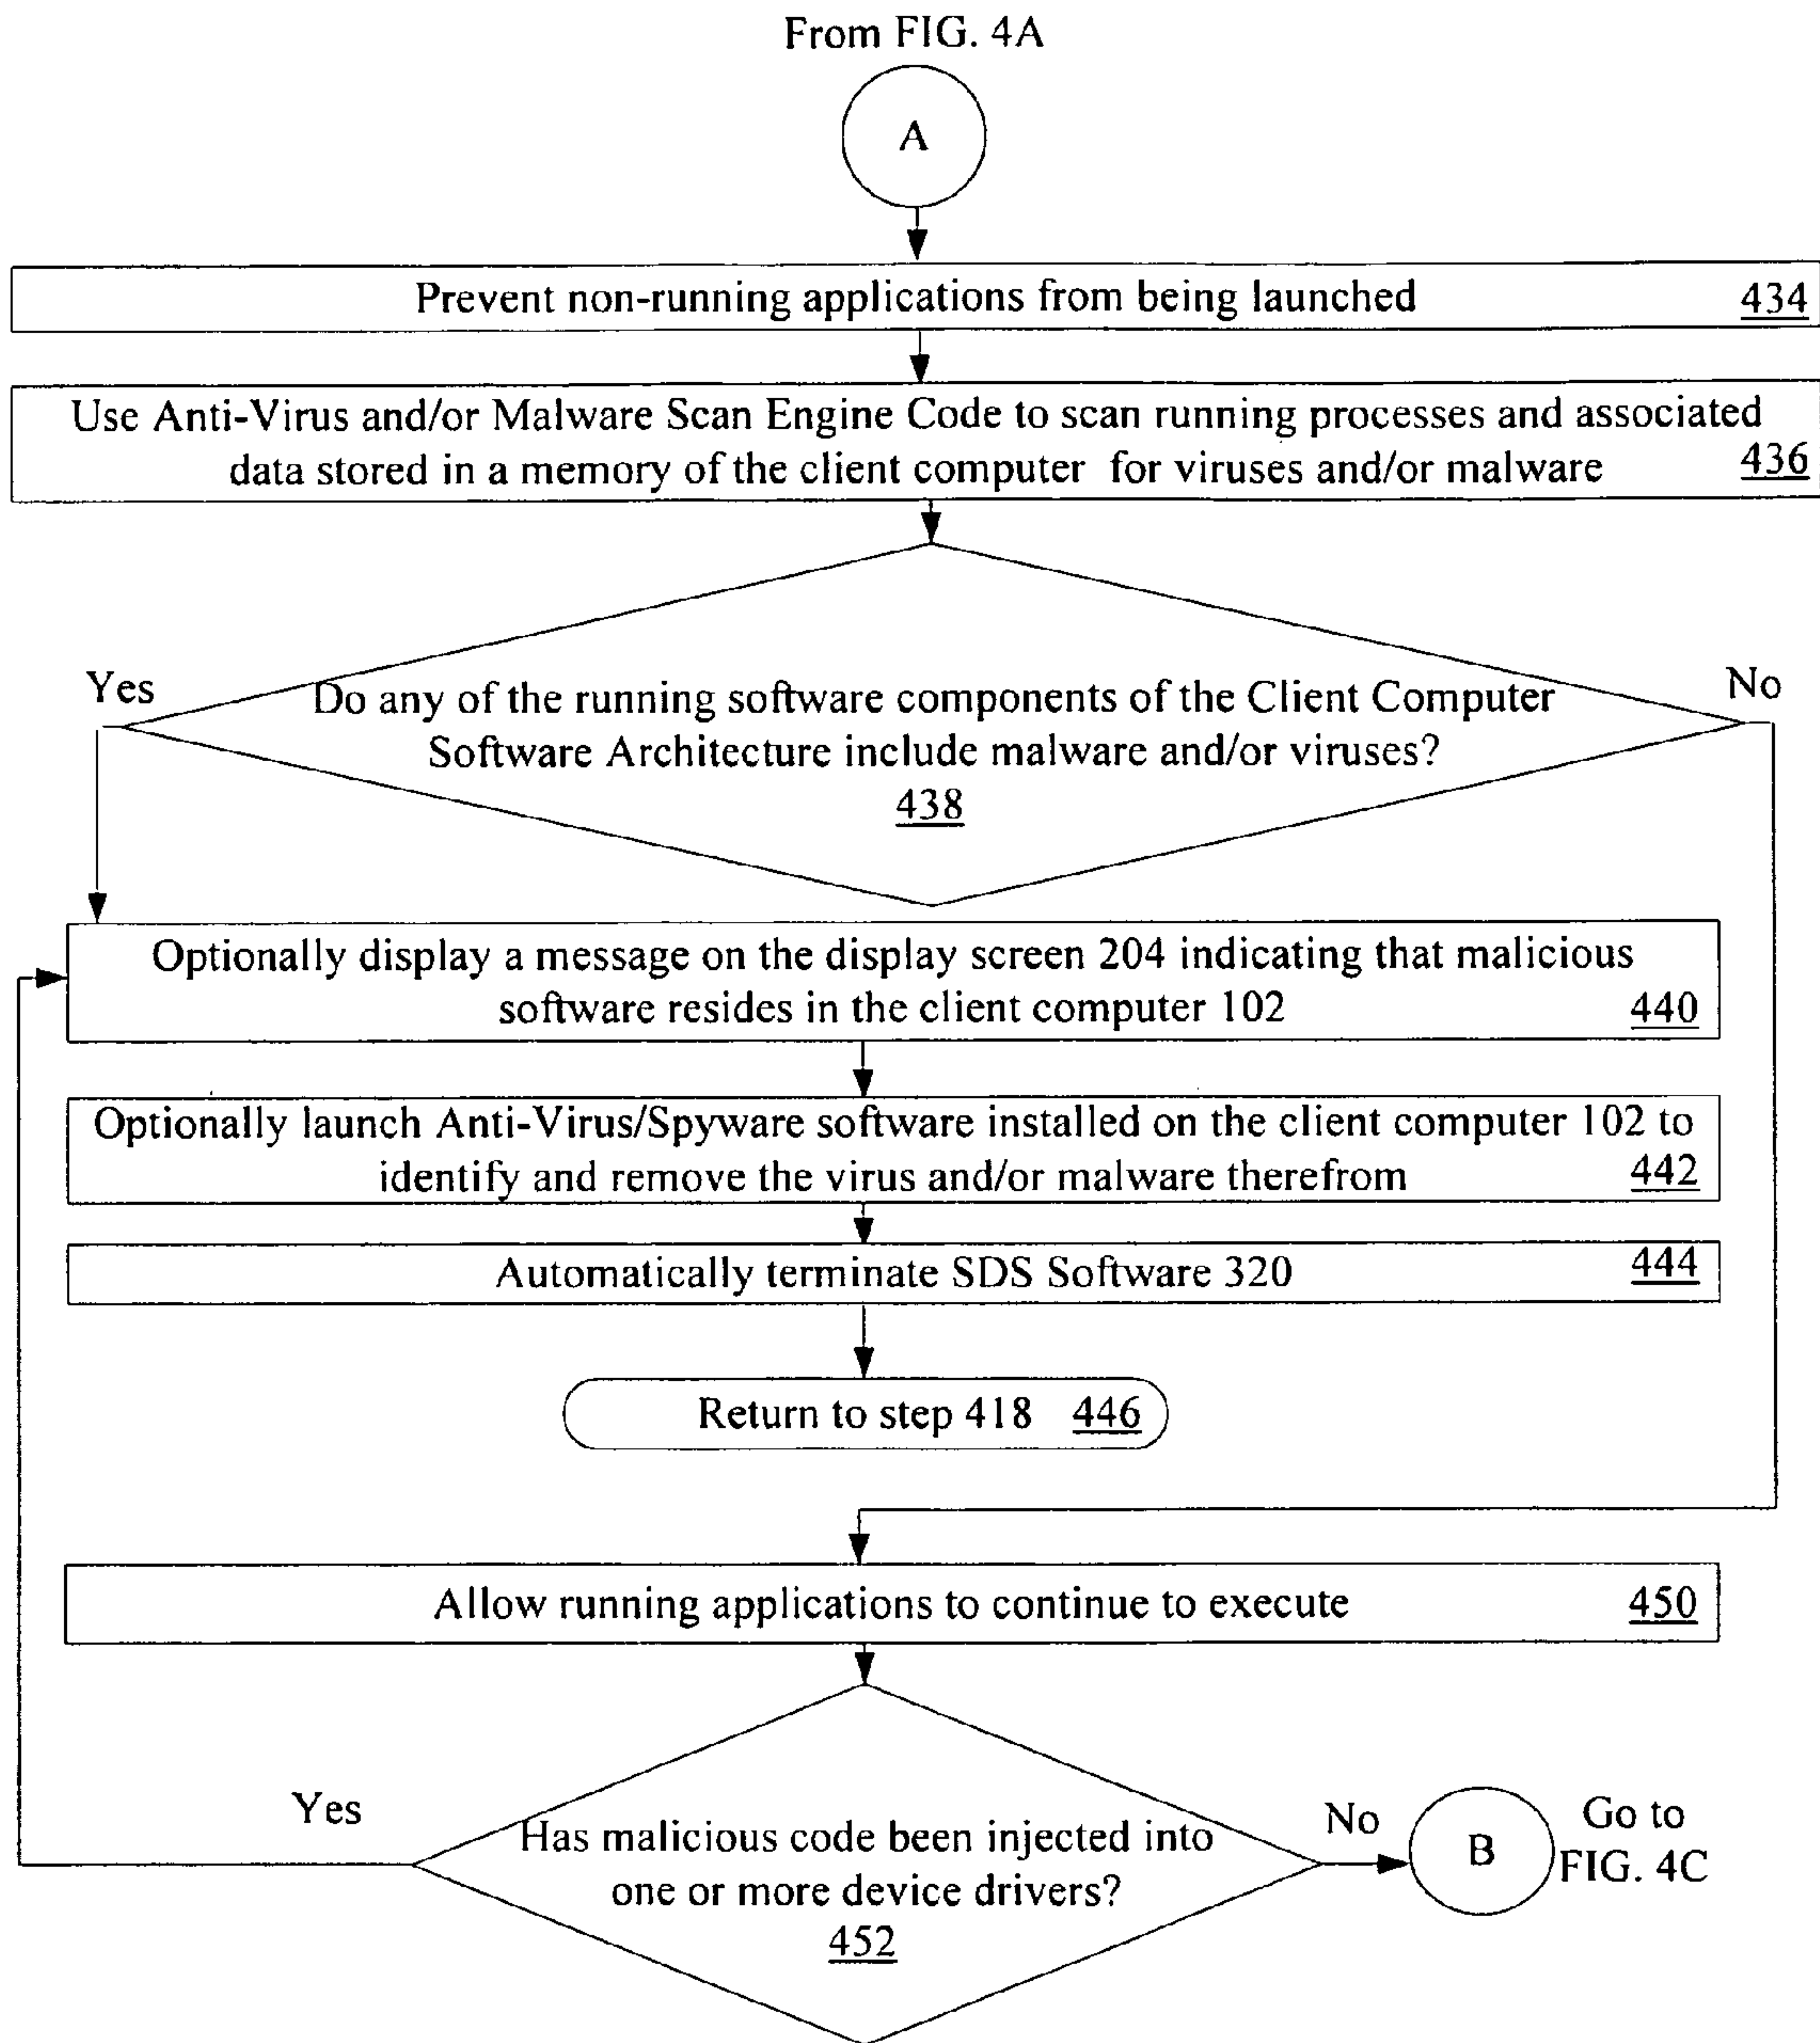 From FIG. 4A
A
Prevent non-running applications from being launched 434
Use Anti-Virus and/or Malware Scan Engine Code to scan running processes and associated
data stored in a memory of the client computer for viruses and/or malware 436
Yes
No
Do any of the running software components of the Client Computer
Software Architecture include malware and/or viruses?
438
Optionally display a message on the display screen 204 indicating that malicious
software resides in the client computer 102 440
Optionally launch Anti-Virus/Spyware software installed on the client computer 102 to
identify and remove the virus and/or malware therefrom 442
Automatically terminate SDS Software 320 444
Return to step 418 446
Allow running applications to continue to execute 450
Yes
Has malicious code been injected into
one or more device drivers?
452
No
B
Go to
FIG. 4C